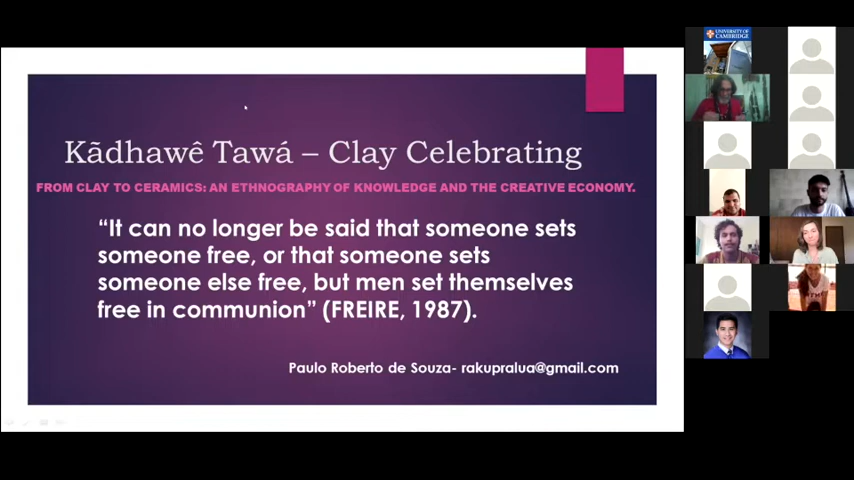 UNIVERSITY OF
CAMBRIDGE
Kãdhawê Tawá – Clay Celebrating
FROM CLAY TO CERAMICS: AN ETHNOGRAPHY OF KNOWLEDGE AND THE CREATIVE ECONOMY.
“It can no longer be said that someone sets
someone free, or that someone sets
someone else free, but men set themselves
free in communion” (FREIRE, 1987).
Paulo Roberto de Souza- rakupralua@gmail.com